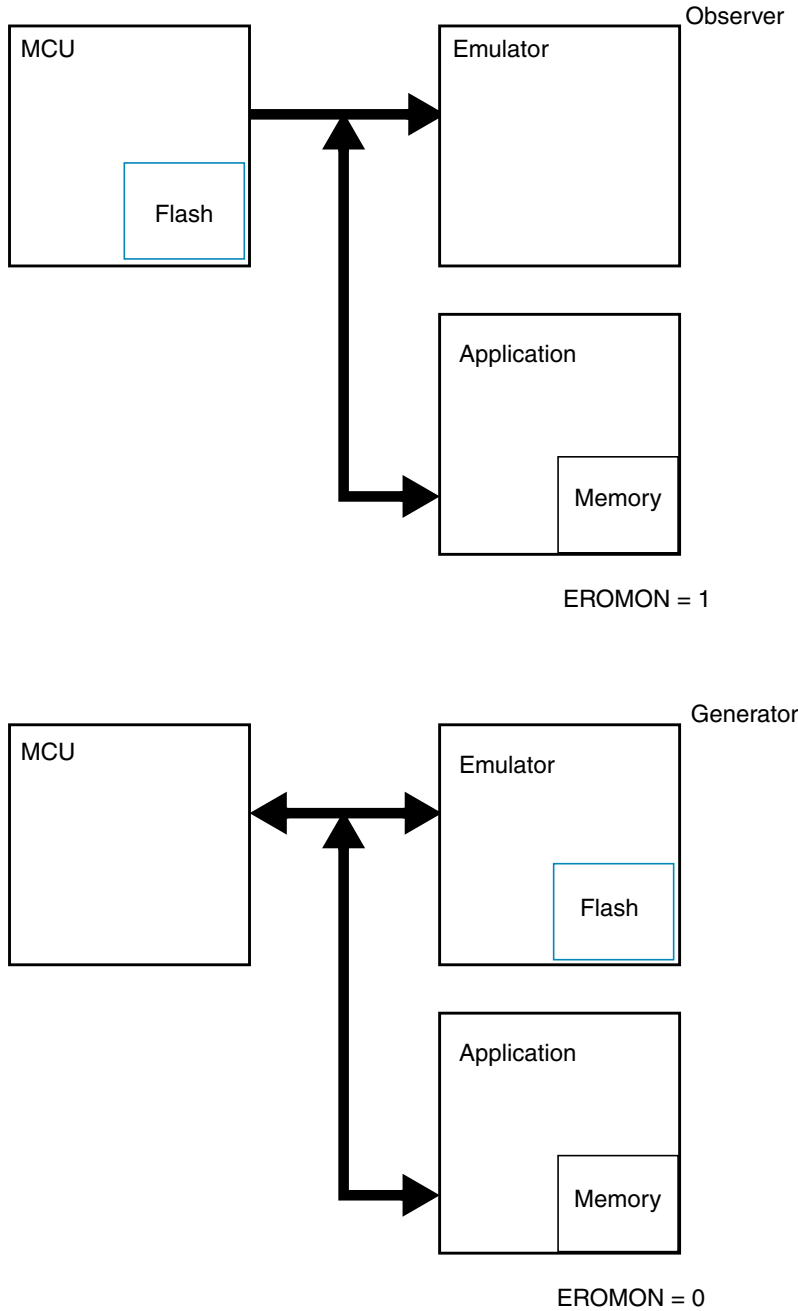 Observer
MCU
Emulator
Flash
Application
Memory
EROMON = 1
Generator
MCU
Emulator
Flash
Application
Memory
EROMON = 0